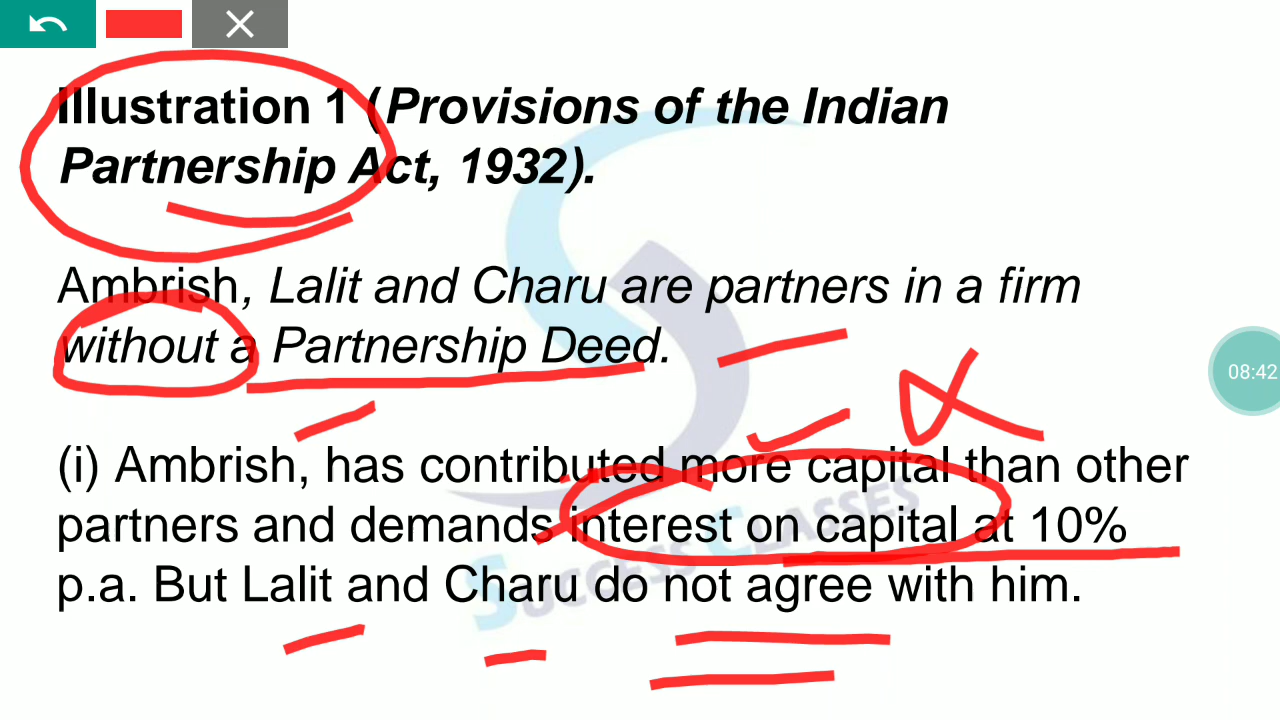 Illustration 1 (Provisions of the Indian
Partnership Act, 1932).
Ambrish, Lalit and Charu are partners in a firm
without a Partnership Deed.
08:42
(i) Ambrish, has contributed more capital than other
partners and demands interest on capital at 10%
p.a. But Lalit and Charu do not agree with him.
SUCCESS CLASSES